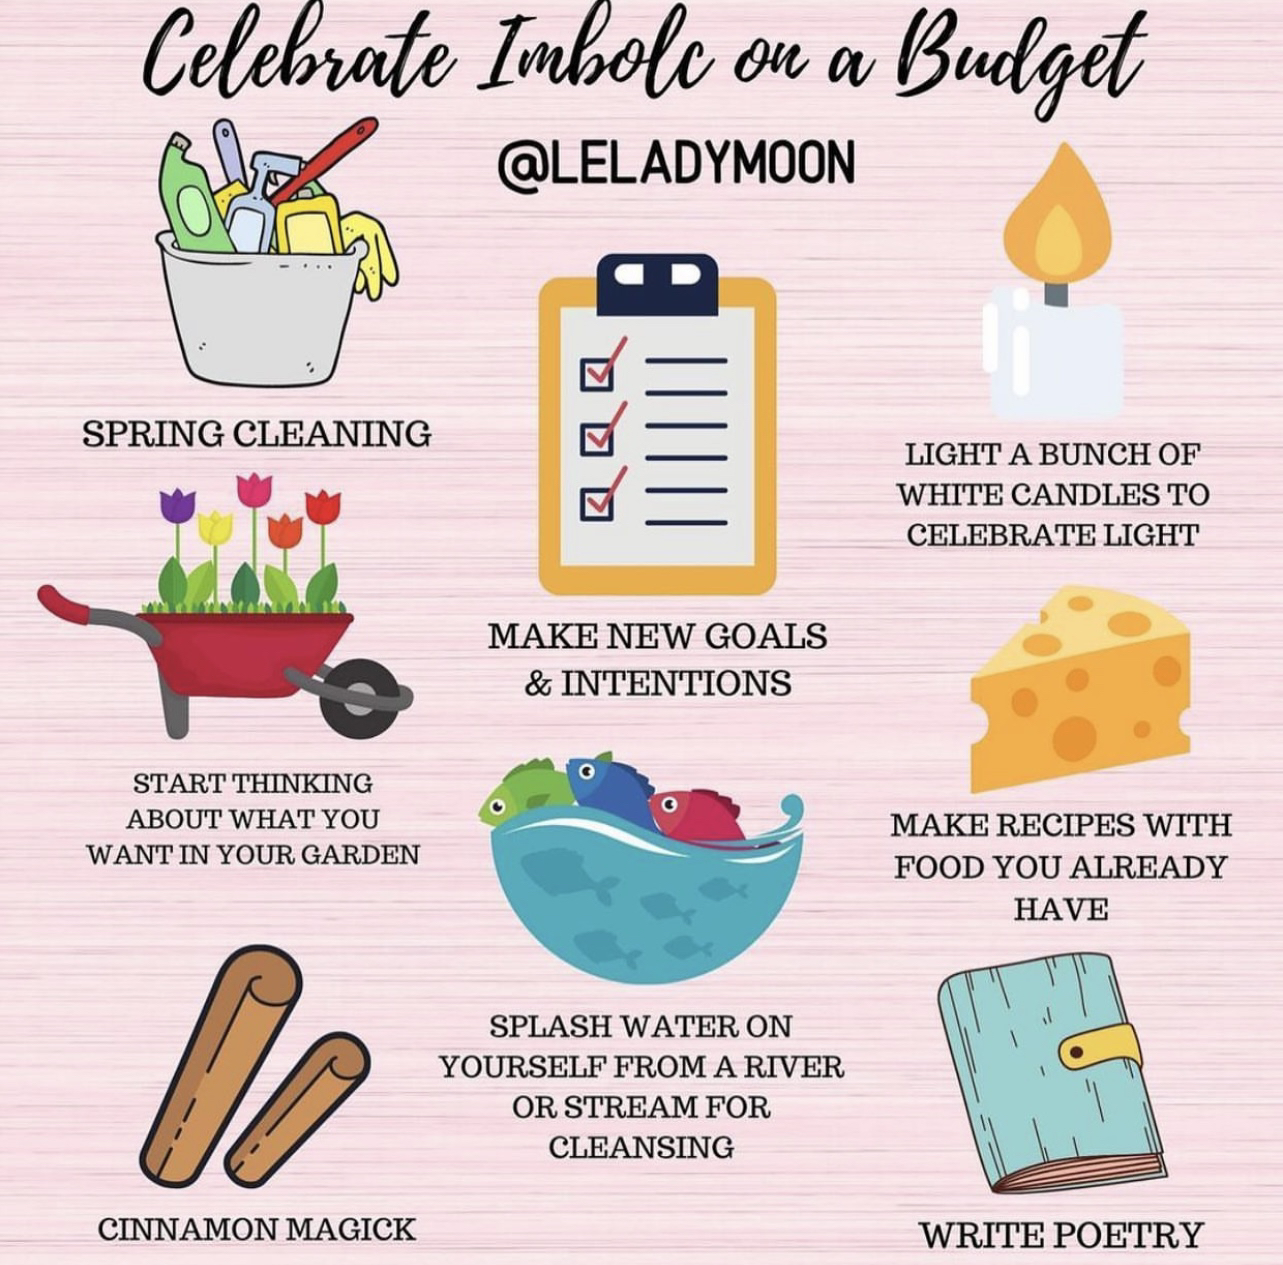 Celebrate Imbolc on a Budget
@LELADYMOON
SPRING CLEANING
MAKE NEW GOALS
& INTENTIONS
LIGHT A BUNCH OF
WHITE CANDLES TO
CELEBRATE LIGHT
START THINKING
ABOUT WHAT YOU
WANT IN YOUR GARDEN
SPLASH WATER ON
YOURSELF FROM A RIVER
OR STREAM FOR
CLEANSING
MAKE RECIPES WITH
FOOD YOU ALREADY
HAVE
CINNAMON MAGICK
WRITE POETRY